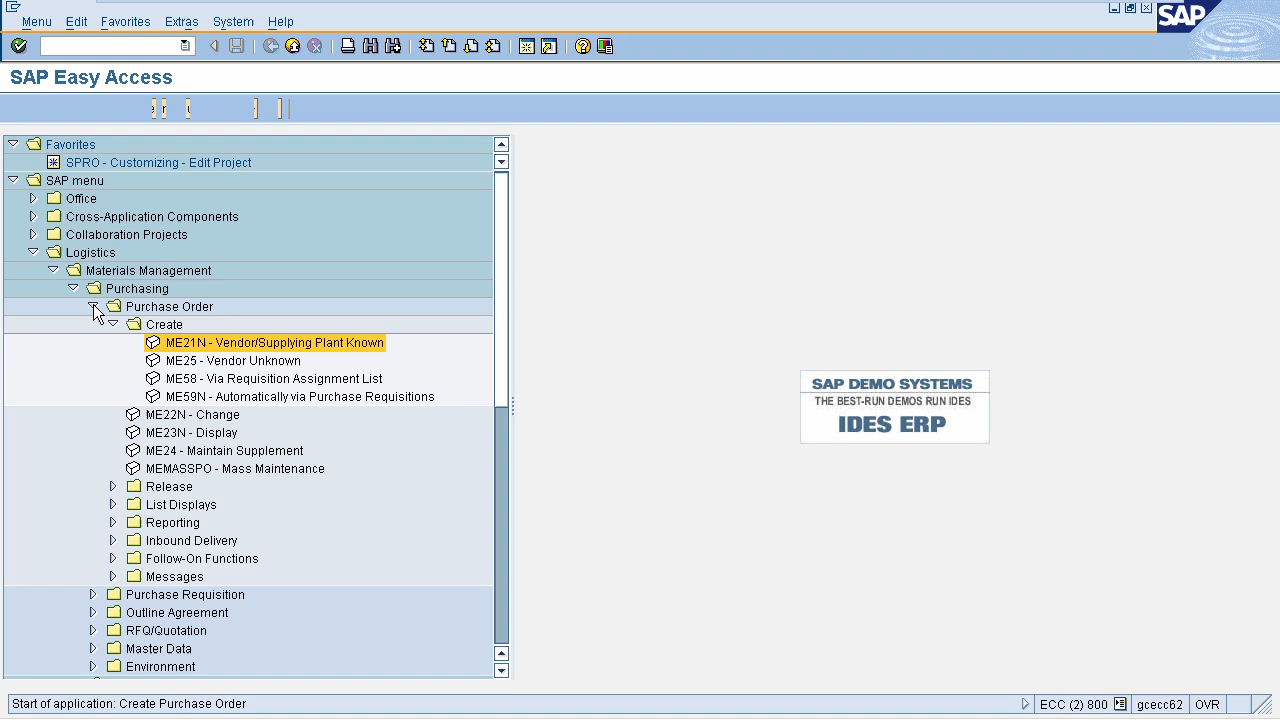 Menu Edit Favorites Extras System Help
SAP
SAP Easy Access
Favorites
SPRO - Customizing - Edit Project
SAP menu
Office
Cross-Application Components
Collaboration Projects
Logistics
Materials Management
Purchasing
Purchase Order
Create
ME21N - Vendor/Supplying Plant Known
ME25 - Vendor Unknown
ME58 - Via Requisition Assignment List
ME59N - Automatically via Purchase Requisitions
ME22N - Change
ME23N - Display
ME24 - Maintain Supplement
MEMASSPO - Mass Maintenance
Release
List Displays
Reporting
Inbound Delivery
Follow-On Functions
Messages
Purchase Requisition
Outline Agreement
RFQ/Quotation
Master Data
Environment
SAP DEMO SYSTEMS
THE BEST-RUN DEMOS RUN IDES
IDES ERP
Start of application: Create Purchase Order
ECC (2) 800 gcecc62 OVR